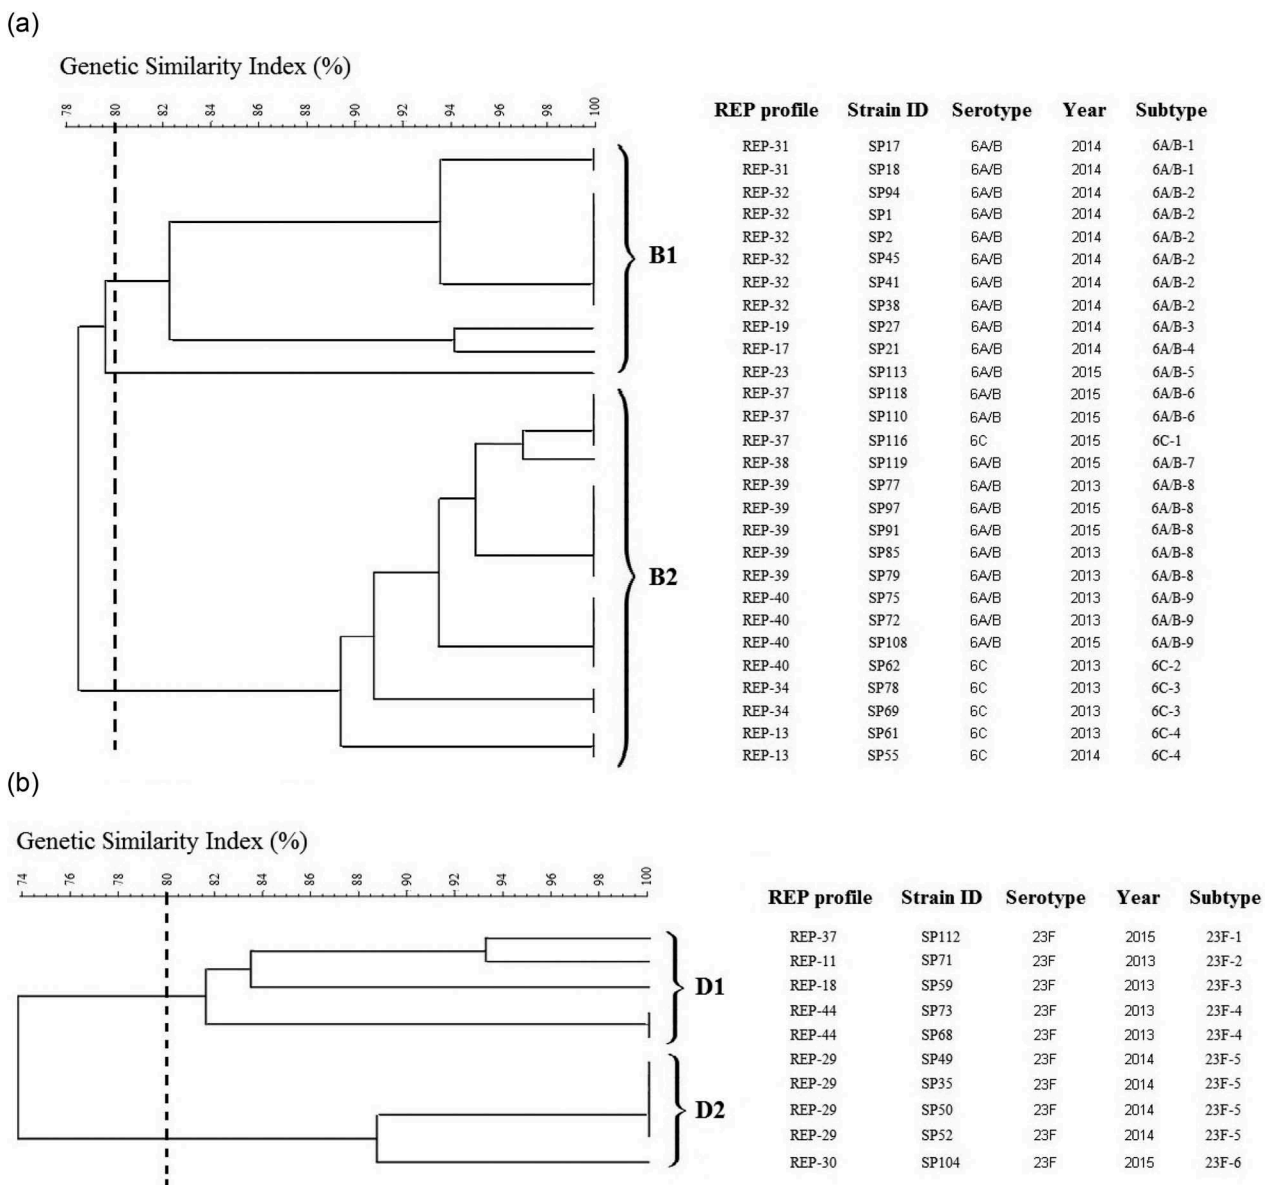 (a)
Genetic Similarity Index (%)
78 80 82 84 86 88 90 92 94 96 98 100
REP profile Strain ID Serotype Year Subtype
REP-31 SP17 6A/B 2014 6A/B-1
REP-31 SP18 6A/B 2014 6A/B-1
REP-32 SP94 6A/B 2014 6A/B-2
REP-32 SP1 6A/B 2014 6A/B-2
REP-32 SP2 6A/B 2014 6A/B-2
REP-32 SP45 6A/B 2014 6A/B-2
REP-32 SP41 6A/B 2014 6A/B-2
REP-32 SP38 6A/B 2014 6A/B-2
REP-19 SP27 6A/B 2014 6A/B-3
REP-17 SP21 6A/B 2014 6A/B-4
REP-23 SP113 6A/B 2015 6A/B-5
B1
REP-37 SP118 6A/B 2015 6A/B-6
REP-37 SP110 6A/B 2015 6A/B-6
REP-37 SP116 6C 2015 6C-1
REP-38 SP119 6A/B 2015 6A/B-7
REP-39 SP77 6A/B 2013 6A/B-8
REP-39 SP97 6A/B 2015 6A/B-8
REP-39 SP91 6A/B 2015 6A/B-8
REP-39 SP85 6A/B 2013 6A/B-8
REP-39 SP79 6A/B 2013 6A/B-8
REP-40 SP75 6A/B 2013 6A/B-9
REP-40 SP72 6A/B 2013 6A/B-9
REP-40 SP108 6A/B 2015 6A/B-9
REP-40 SP62 6C 2013 6C-2
REP-34 SP78 6C 2013 6C-3
REP-34 SP69 6C 2013 6C-3
REP-13 SP61 6C 2013 6C-4
REP-13 SP55 6C 2014 6C-4
B2
(b)
Genetic Similarity Index (%)
74 76 78 80 82 84 86 88 90 92 94 96 98 100
REP profile Strain ID Serotype Year Subtype
REP-37 SP112 23F 2015 23F-1
REP-11 SP71 23F 2013 23F-2
REP-18 SP59 23F 2013 23F-3
REP-44 SP73 23F 2013 23F-4
REP-44 SP68 23F 2013 23F-4
D1
REP-29 SP49 23F 2014 23F-5
REP-29 SP35 23F 2014 23F-5
REP-29 SP50 23F 2014 23F-5
REP-29 SP52 23F 2014 23F-5
REP-30 SP104 23F 2015 23F-6
D2